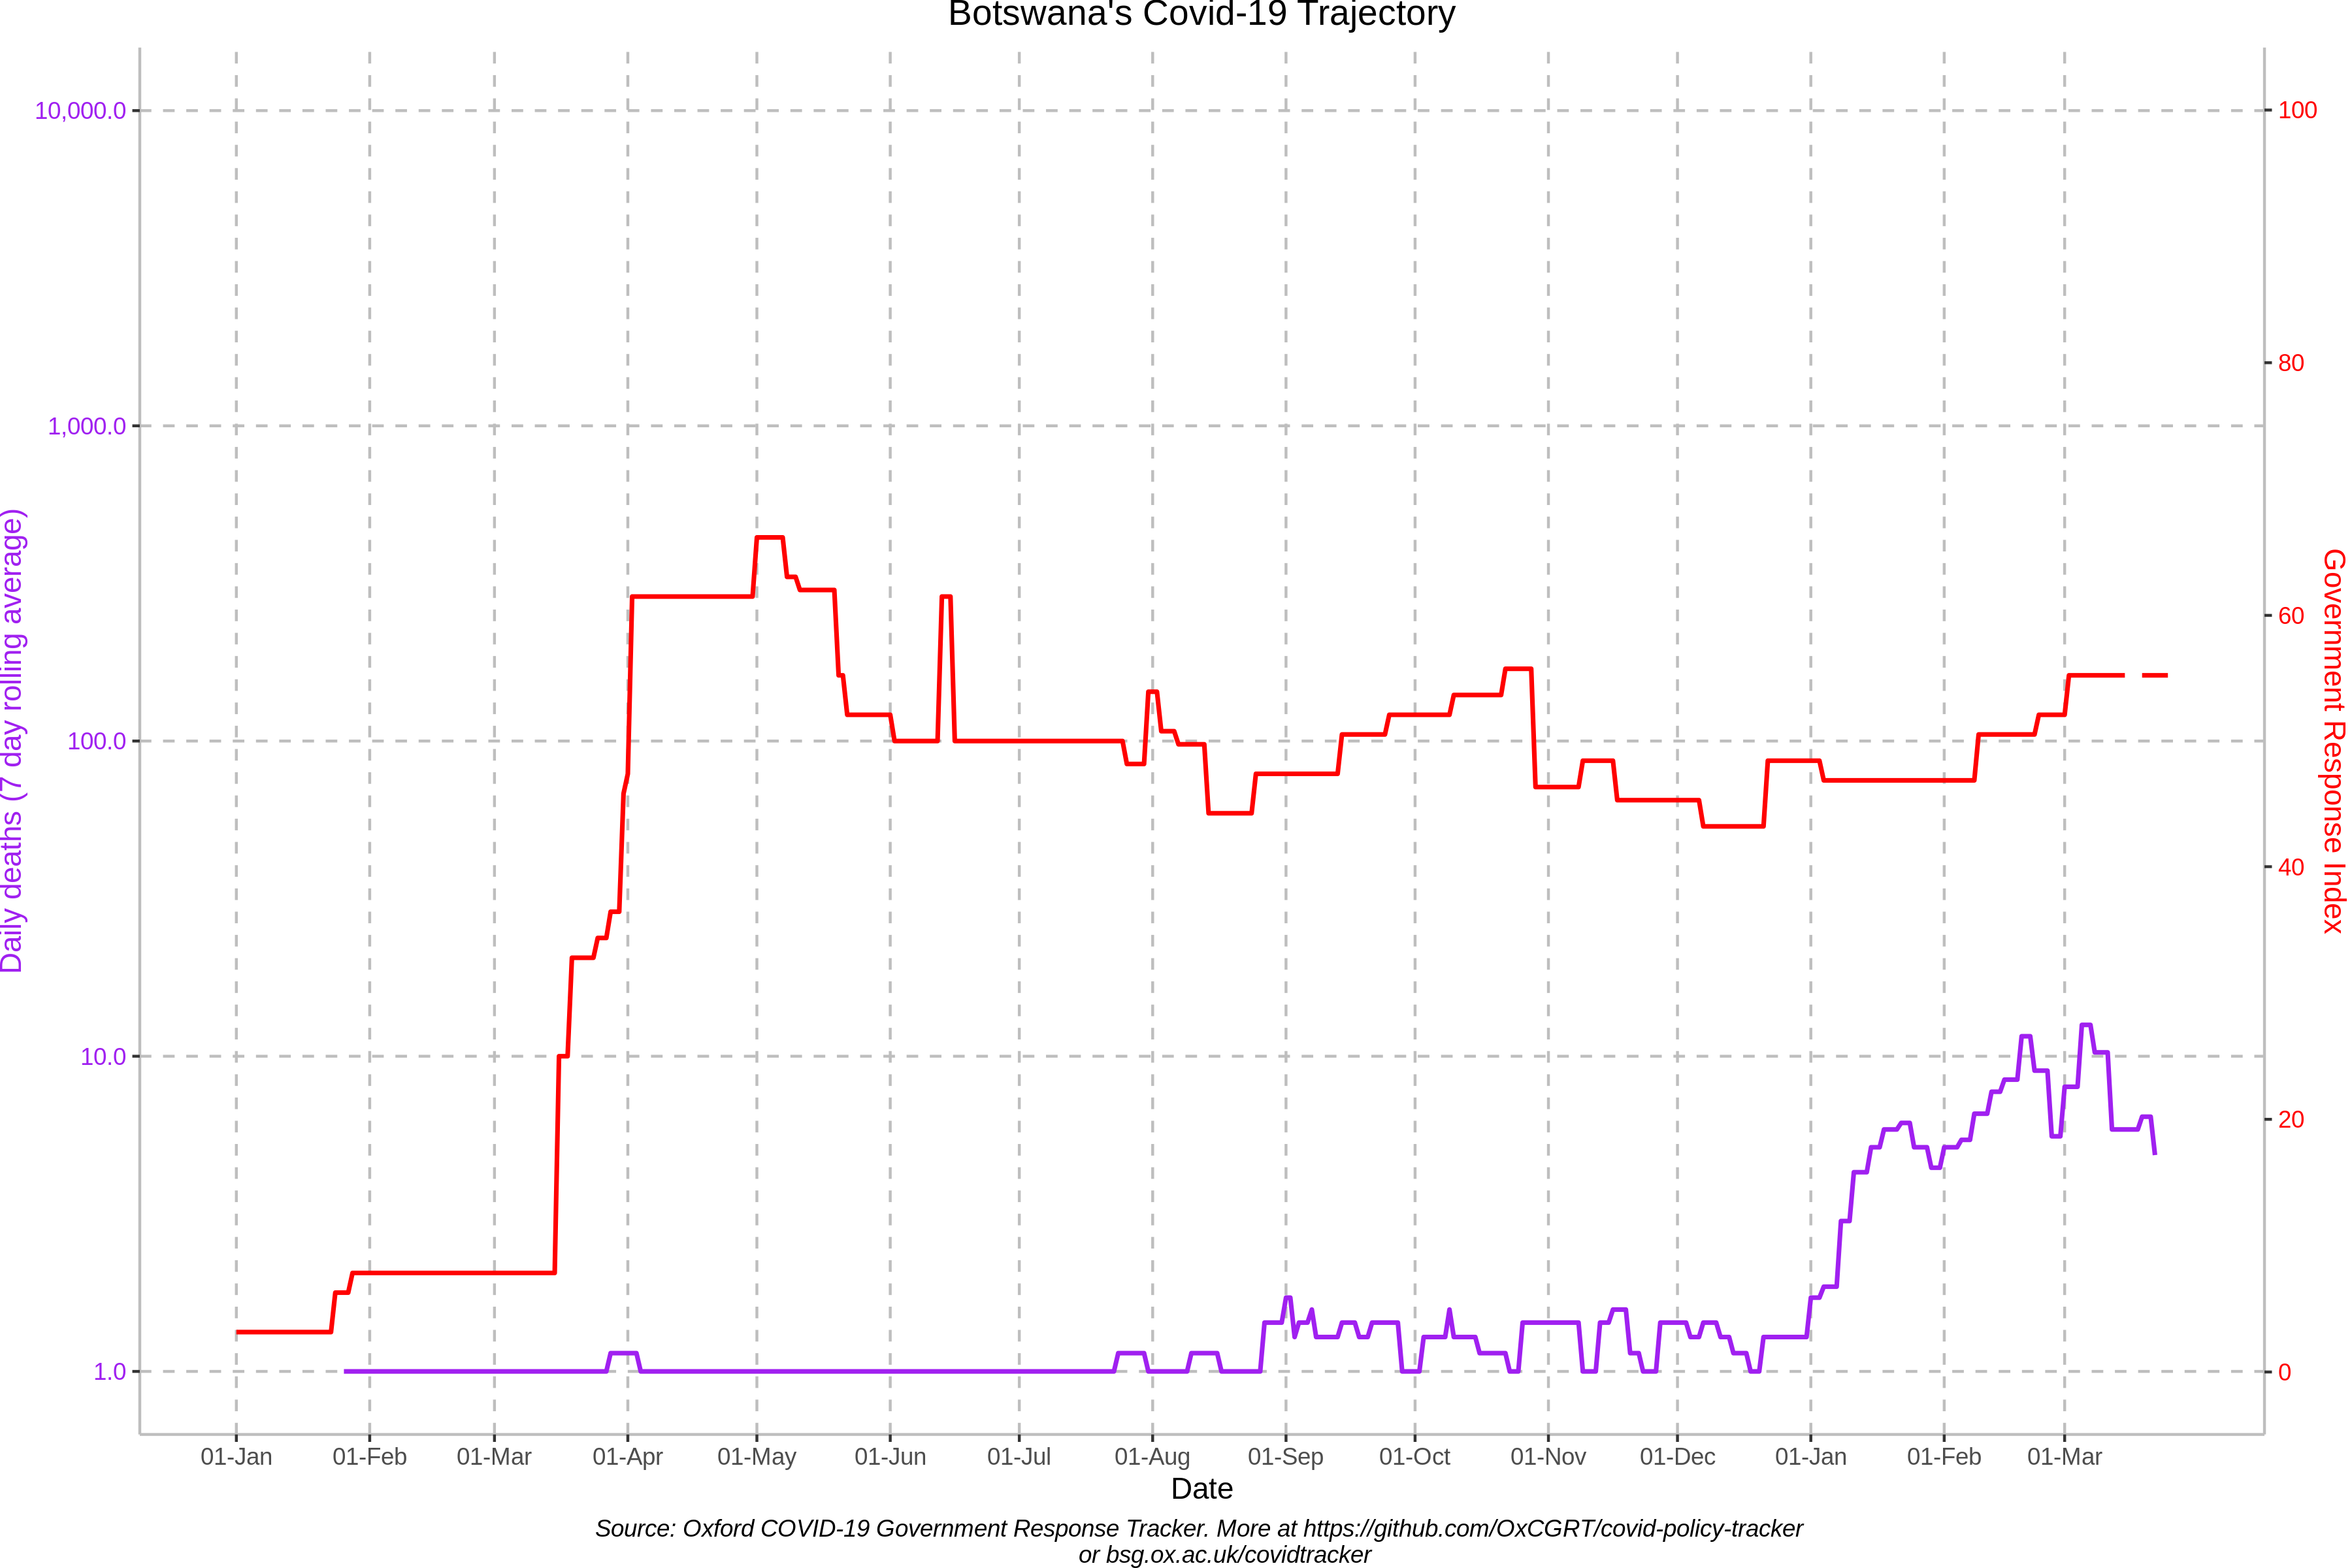 Botswana's Covid-19 Trajectory
10,000.0
1,000.0
100.0
10.0
1.0
Daily deaths (7 day rolling average)
100
80
60
40
20
0
Government Response Index
01-Jan 01-Feb 01-Mar 01-Apr 01-May 01-Jun 01-Jul 01-Aug 01-Sep 01-Oct 01-Nov 01-Dec 01-Jan 01-Feb 01-Mar
Date
Source: Oxford COVID-19 Government Response Tracker. More at https://github.com/OxCGRT/covid-policy-tracker
or bsg.ox.ac.uk/covidtracker